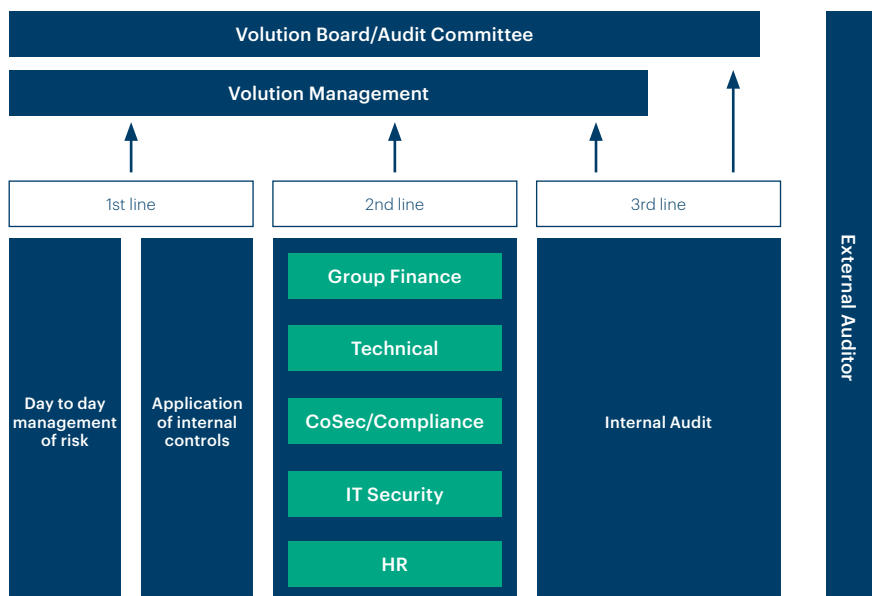 Volution Board/Audit Committee
Volution Management
1st line
2nd line
3rd line
Day to day
management
of risk
Application
of internal
controls
Group Finance
Technical
CoSec/Compliance
IT Security
HR
Internal Audit
External Auditor